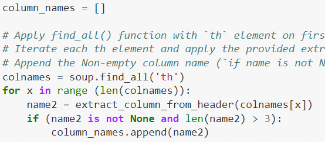 column_names = []
# Apply find_all() function with `th` element on firs
# Iterate each th element and apply the provided extr
# Append the Non-empty column name (`if name is not N
colnames = soup.find_all('th')
for x in range (len(colnames)):
    name2 = extract_column_from_header(colnames[x])
    if (name2 is not None and len(name2) > 3):
        column_names.append(name2)